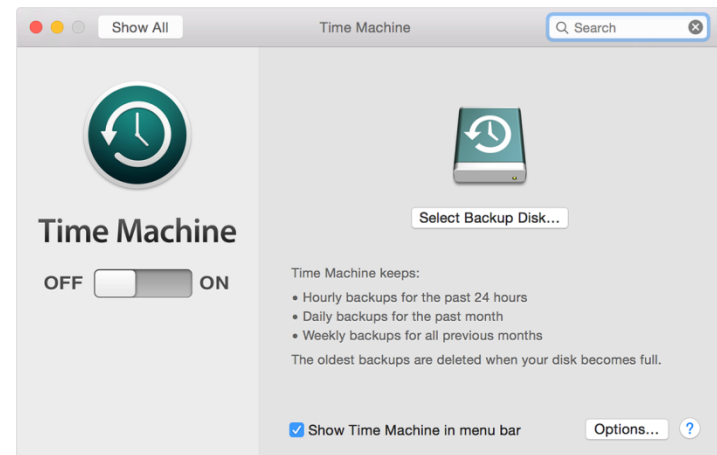 Show All
Time Machine
Search
Time Machine
OFF ON
Select Backup Disk...
Time Machine keeps:
• Hourly backups for the past 24 hours
• Daily backups for the past month
• Weekly backups for all previous months
The oldest backups are deleted when your disk becomes full.
Show Time Machine in menu bar
Options... ?